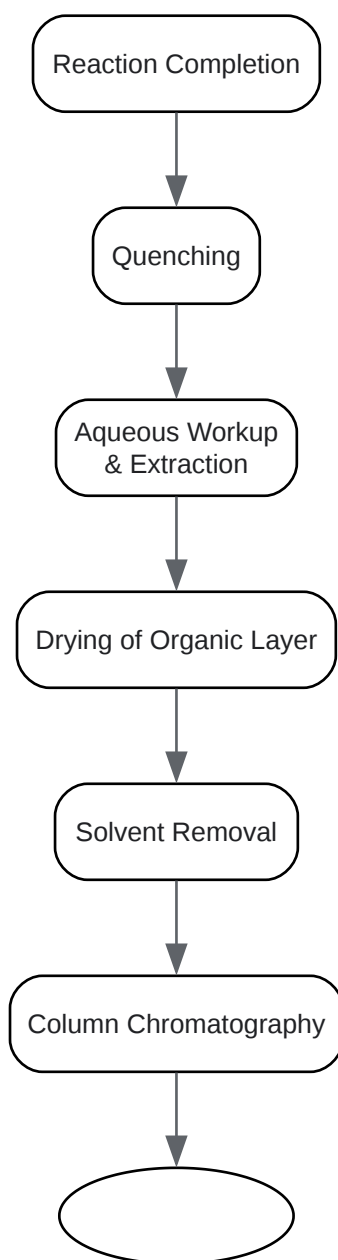 Reaction Completion
Quenching
Aqueous Workup
& Extraction
Drying of Organic Layer
Solvent Removal
Column Chromatography